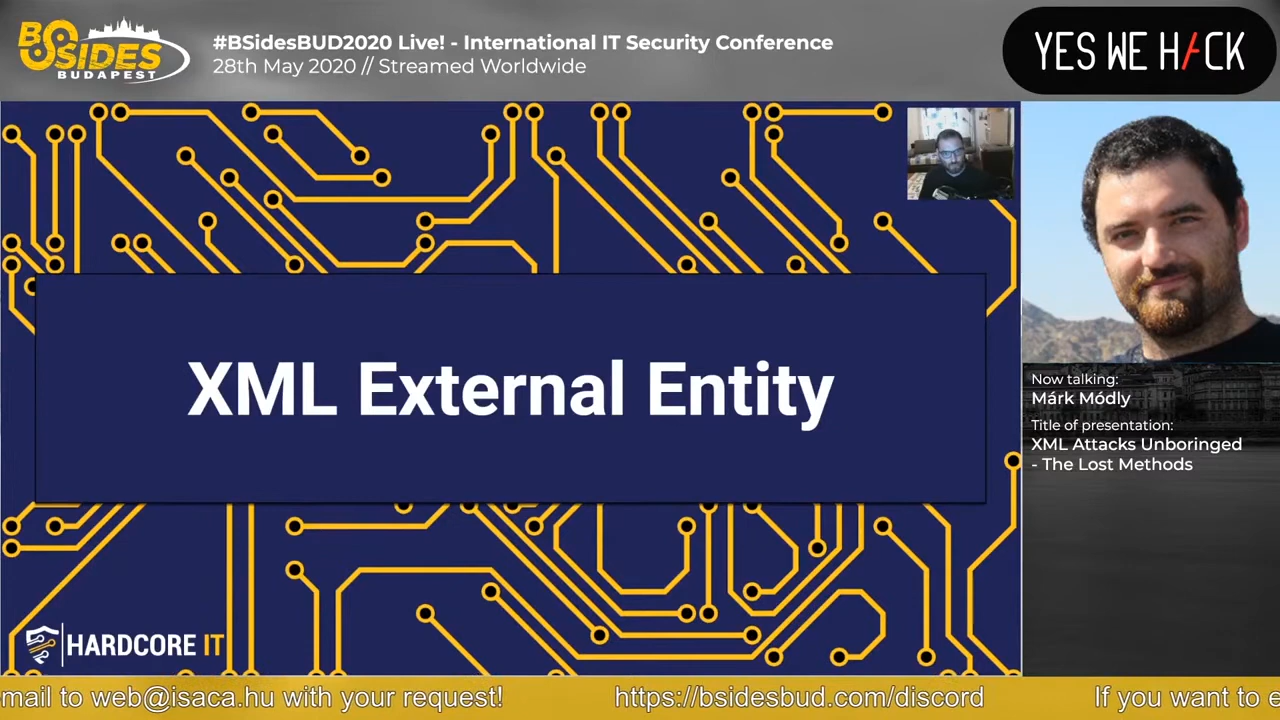 BSIDES
BUDAPEST
#BSidesBUD2020 Live! - International IT Security Conference
28th May 2020 // Streamed Worldwide
YES WE H/CK
XML External Entity
Now talking:
Márk Módly
Title of presentation:
XML Attacks Unboringed
- The Lost Methods
HARDCORE IT
mail to web@isaca.hu with your request!
https://bsidesbud.com/discord
If you want to e